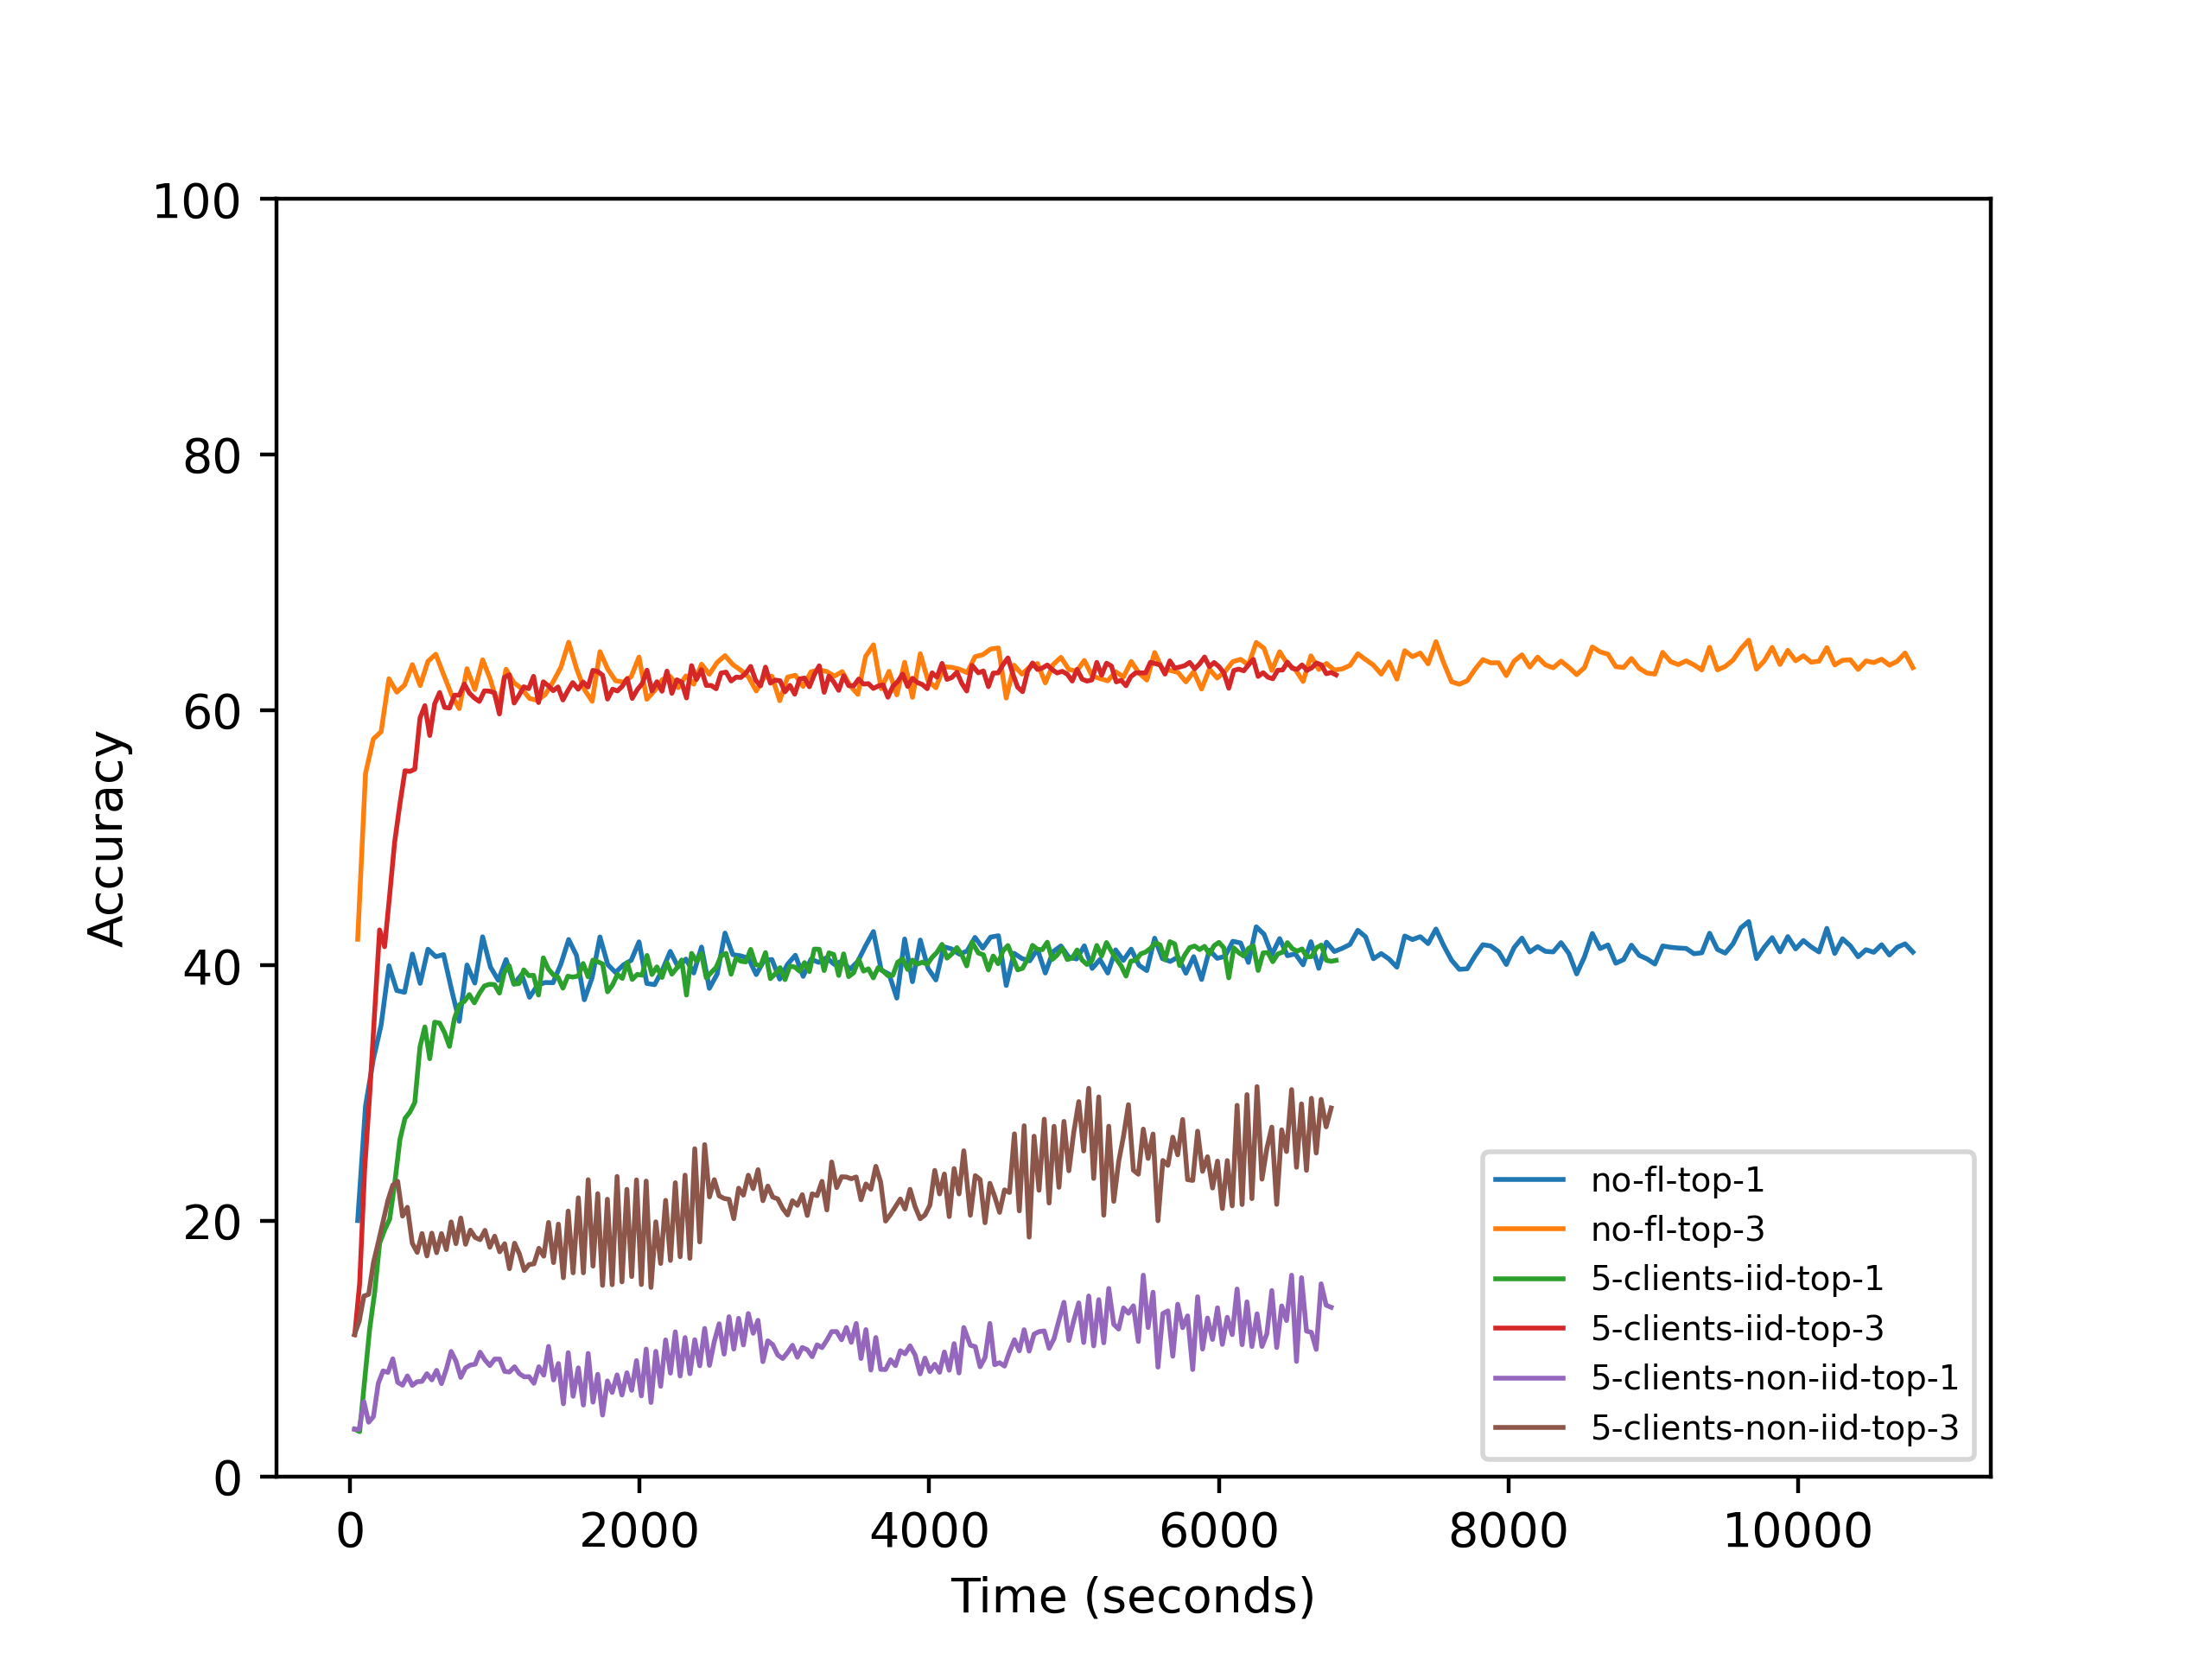 100
80
60
40
20
0
Accuracy
0 2000 4000 6000 8000 10000
Time (seconds)
no-fl-top-1
no-fl-top-3
5-clients-iid-top-1
5-clients-iid-top-3
5-clients-non-iid-top-1
5-clients-non-iid-top-3